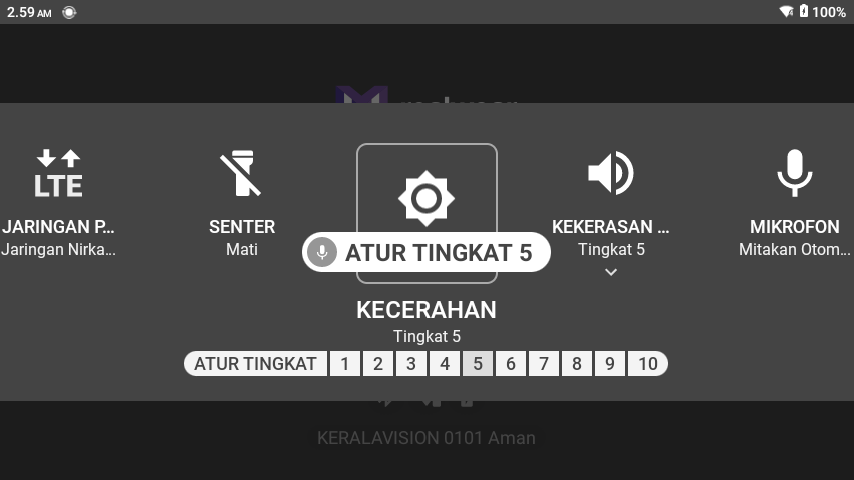 2.59 AM
100%
LTE
JARINGAN P...
Jaringan Nirka...
SENTER
Mati
ATUR TINGKAT 5
KEKERASAN ...
Tingkat 5
MIKROFON
Mitakan Otom...
KECERAHAN
Tingkat 5
ATUR TINGKAT 1 2 3 4 5 6 7 8 9 10
KERALAVISION 0101 Aman